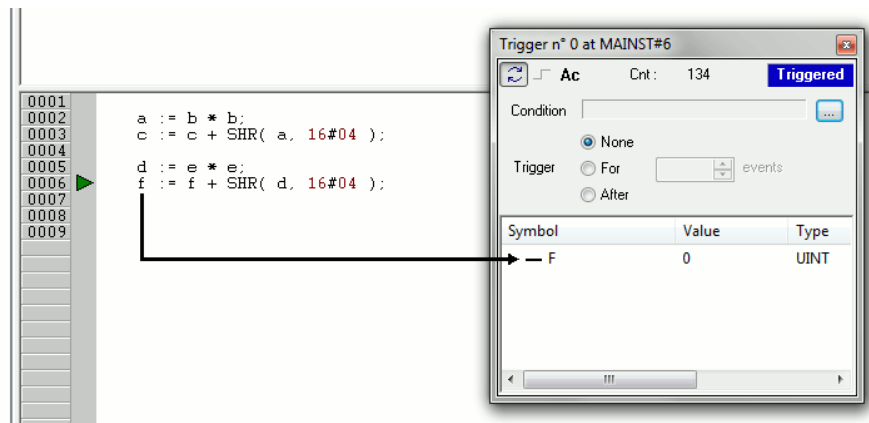 Trigger n° 0 at MAINST#6
Ac Cnt: 134 Triggered
Condition ...
None
Trigger For events
After
Symbol Value Type
F 0 UINT
0001
0002 a := b * b;
0003 c := c + SHR( a, 16#04 );
0004
0005 d := e * e;
0006 f := f + SHR( d, 16#04 );
0007
0008
0009